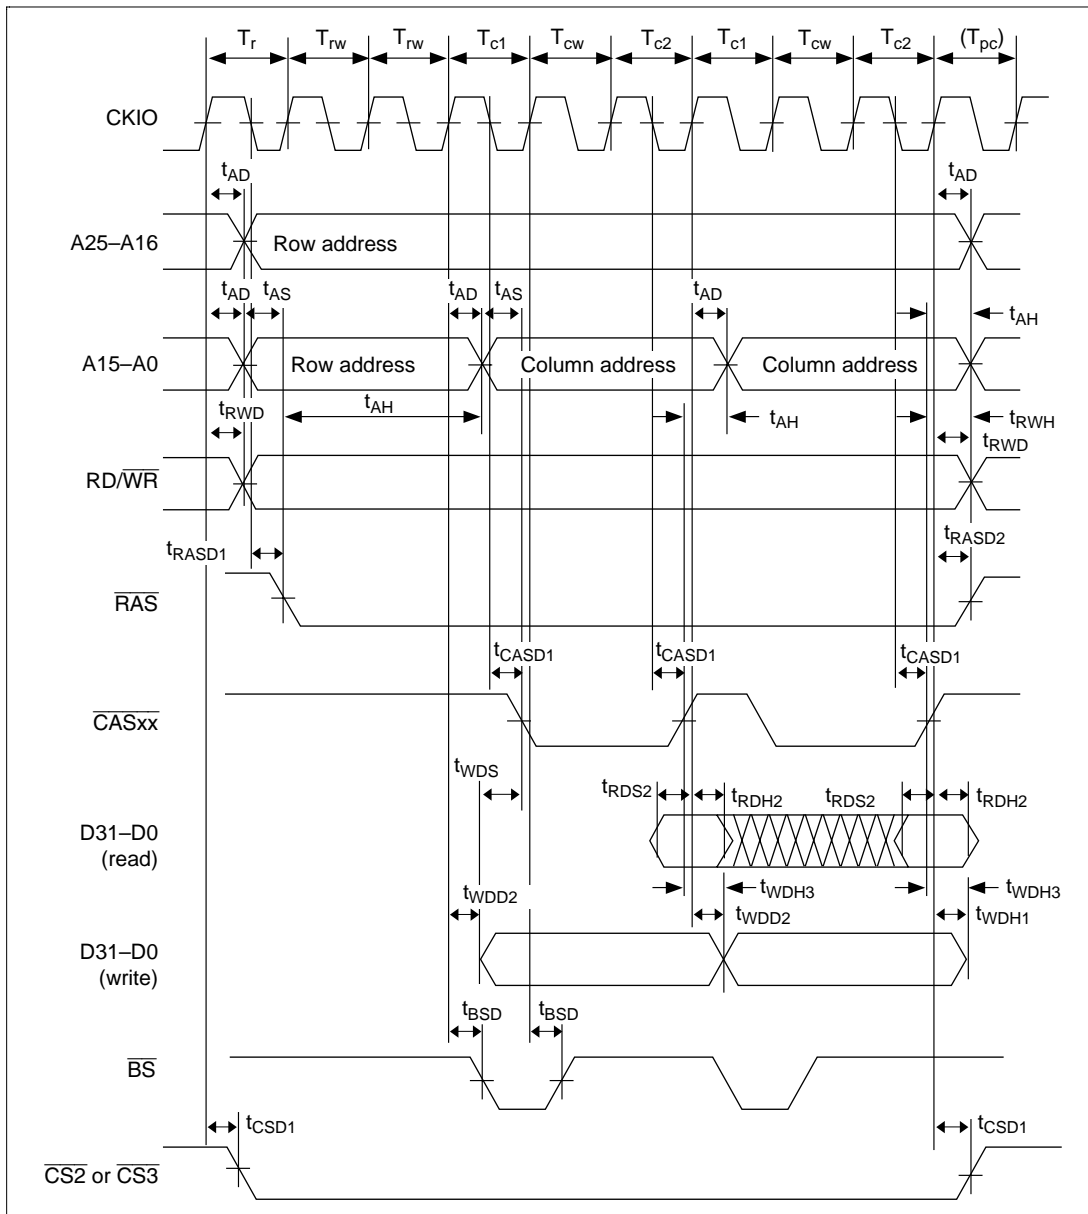 Tr Trw Trw Tc1 Tcw Tc2 Tc1 Tcw Tc2 (Tpc)
CKIO
tAD tAD
A25–A16 Row address
tAD tAS tAD tAS tAD tAH
A15–A0 Row address Column address Column address
tRWD tAH tAH tRWH
tRWD
RD/WR
tRASD1 tRASD2
RAS
tCASD1 tCASD1 tCASD1
CASxx
tWDS tRDS2 tRDH2 tRDS2 tRDH2
D31–D0
(read)
tWDD2 tWDH3 tWDH3
tWDD2 tWDH1
D31–D0
(write)
tBSD tBSD
BS
tCSD1 tCSD1
CS2 or CS3